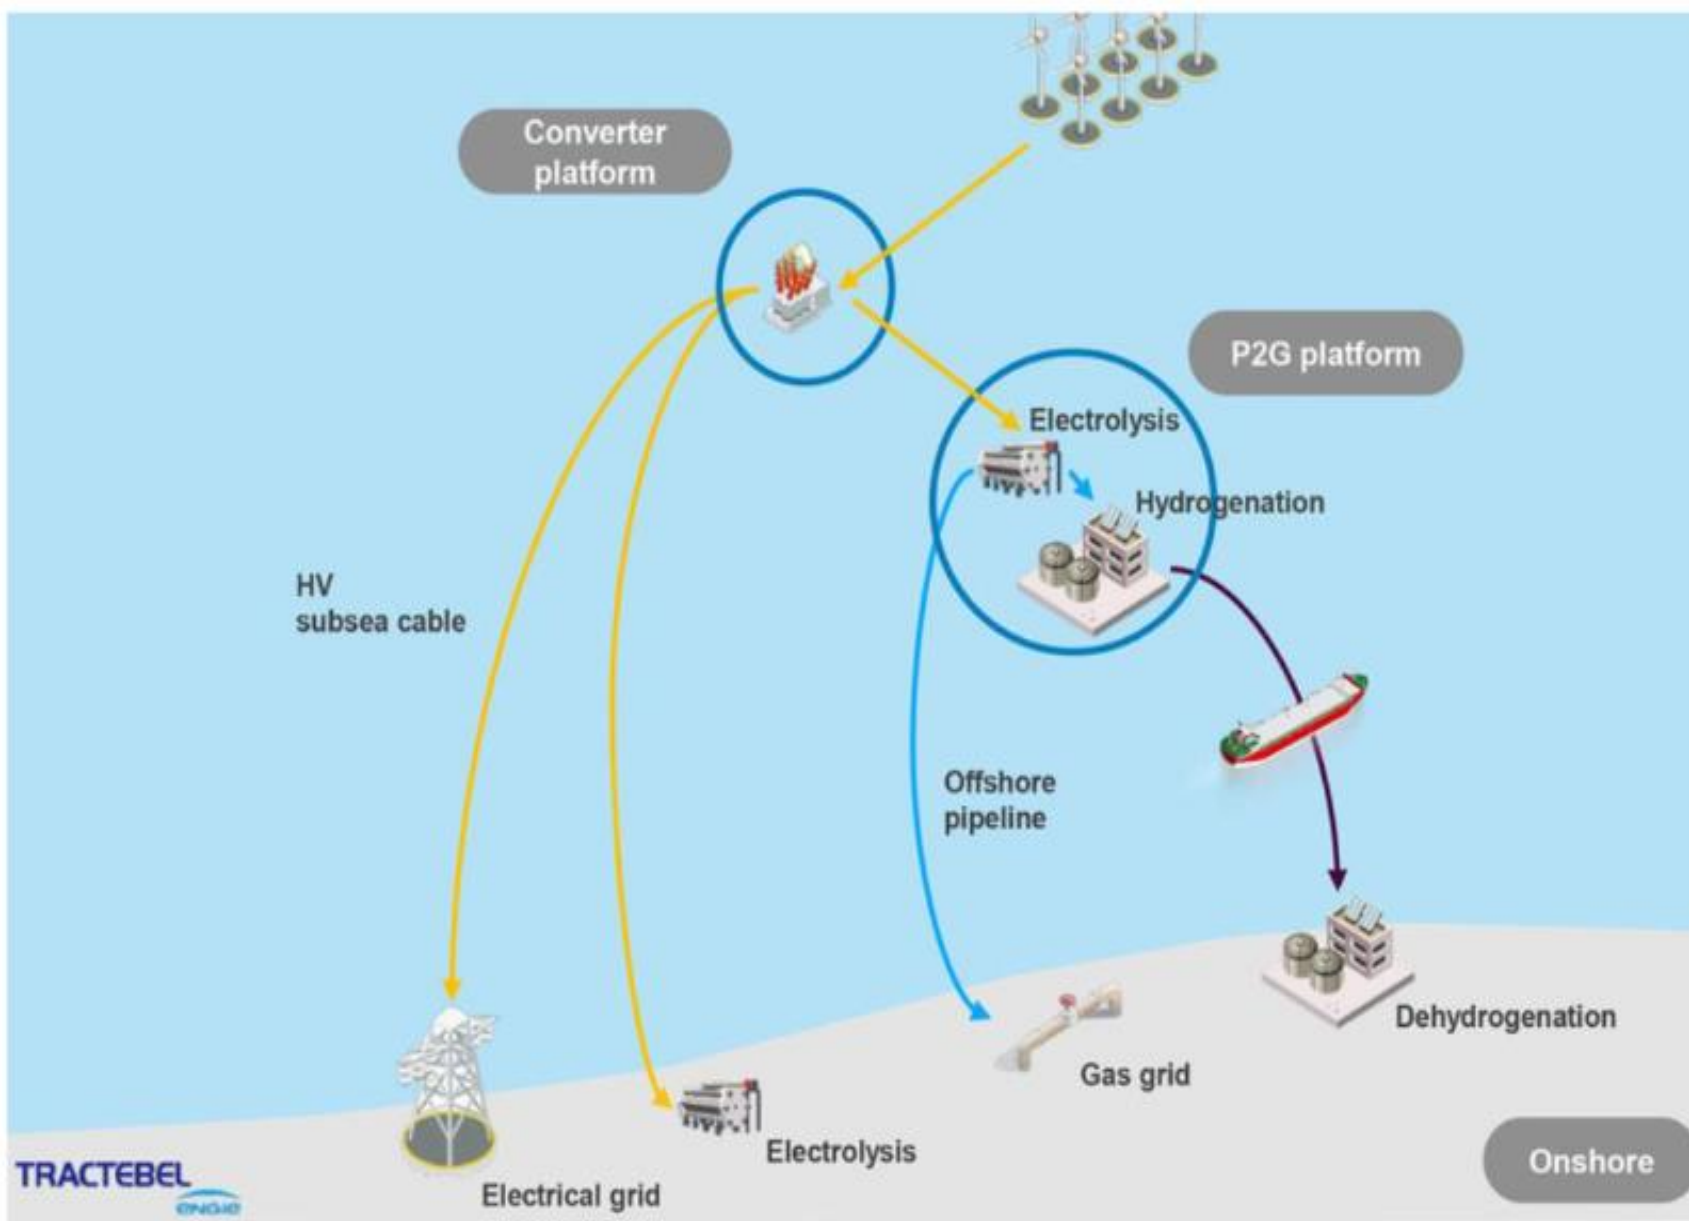 Converter
platform
P2G platform
Electrolysis
Hydrogenation
HV
subsea cable
Offshore
pipeline
Dehydrogenation
Gas grid
Electrolysis
Electrical grid
Onshore
TRACTEBEL
ENGIE